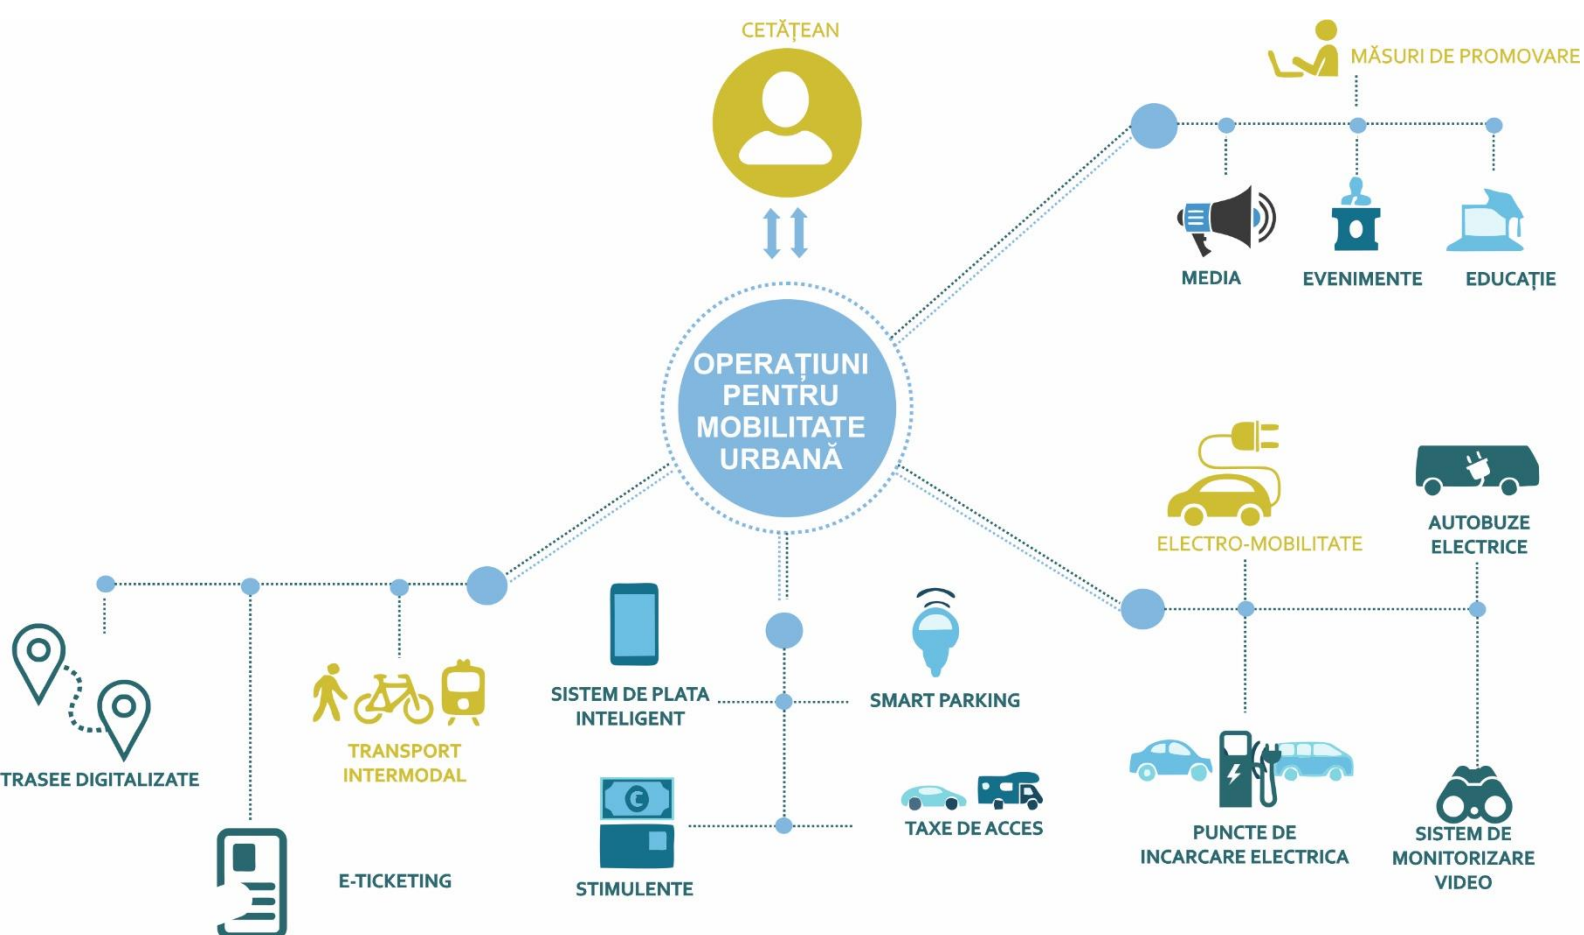 CETĂȚEAN
MĂSURI DE PROMOVARE
MEDIA
EVENIMENTE
EDUCAȚIE
OPERAȚIUNI
PENTRU
MOBILITATE
URBANĂ
ELECTRO-MOBILITATE
AUTOBUZE
ELECTRICE
TRASEE DIGITALIZATE
TRANSPORT
INTERMODAL
E-TICKETING
SISTEM DE PLATA
INTELIGENT
SMART PARKING
STIMULENTE
TAXE DE ACCES
PUNCTE DE
INCARCARE ELECTRICA
SISTEM DE
MONITORIZARE
VIDEO